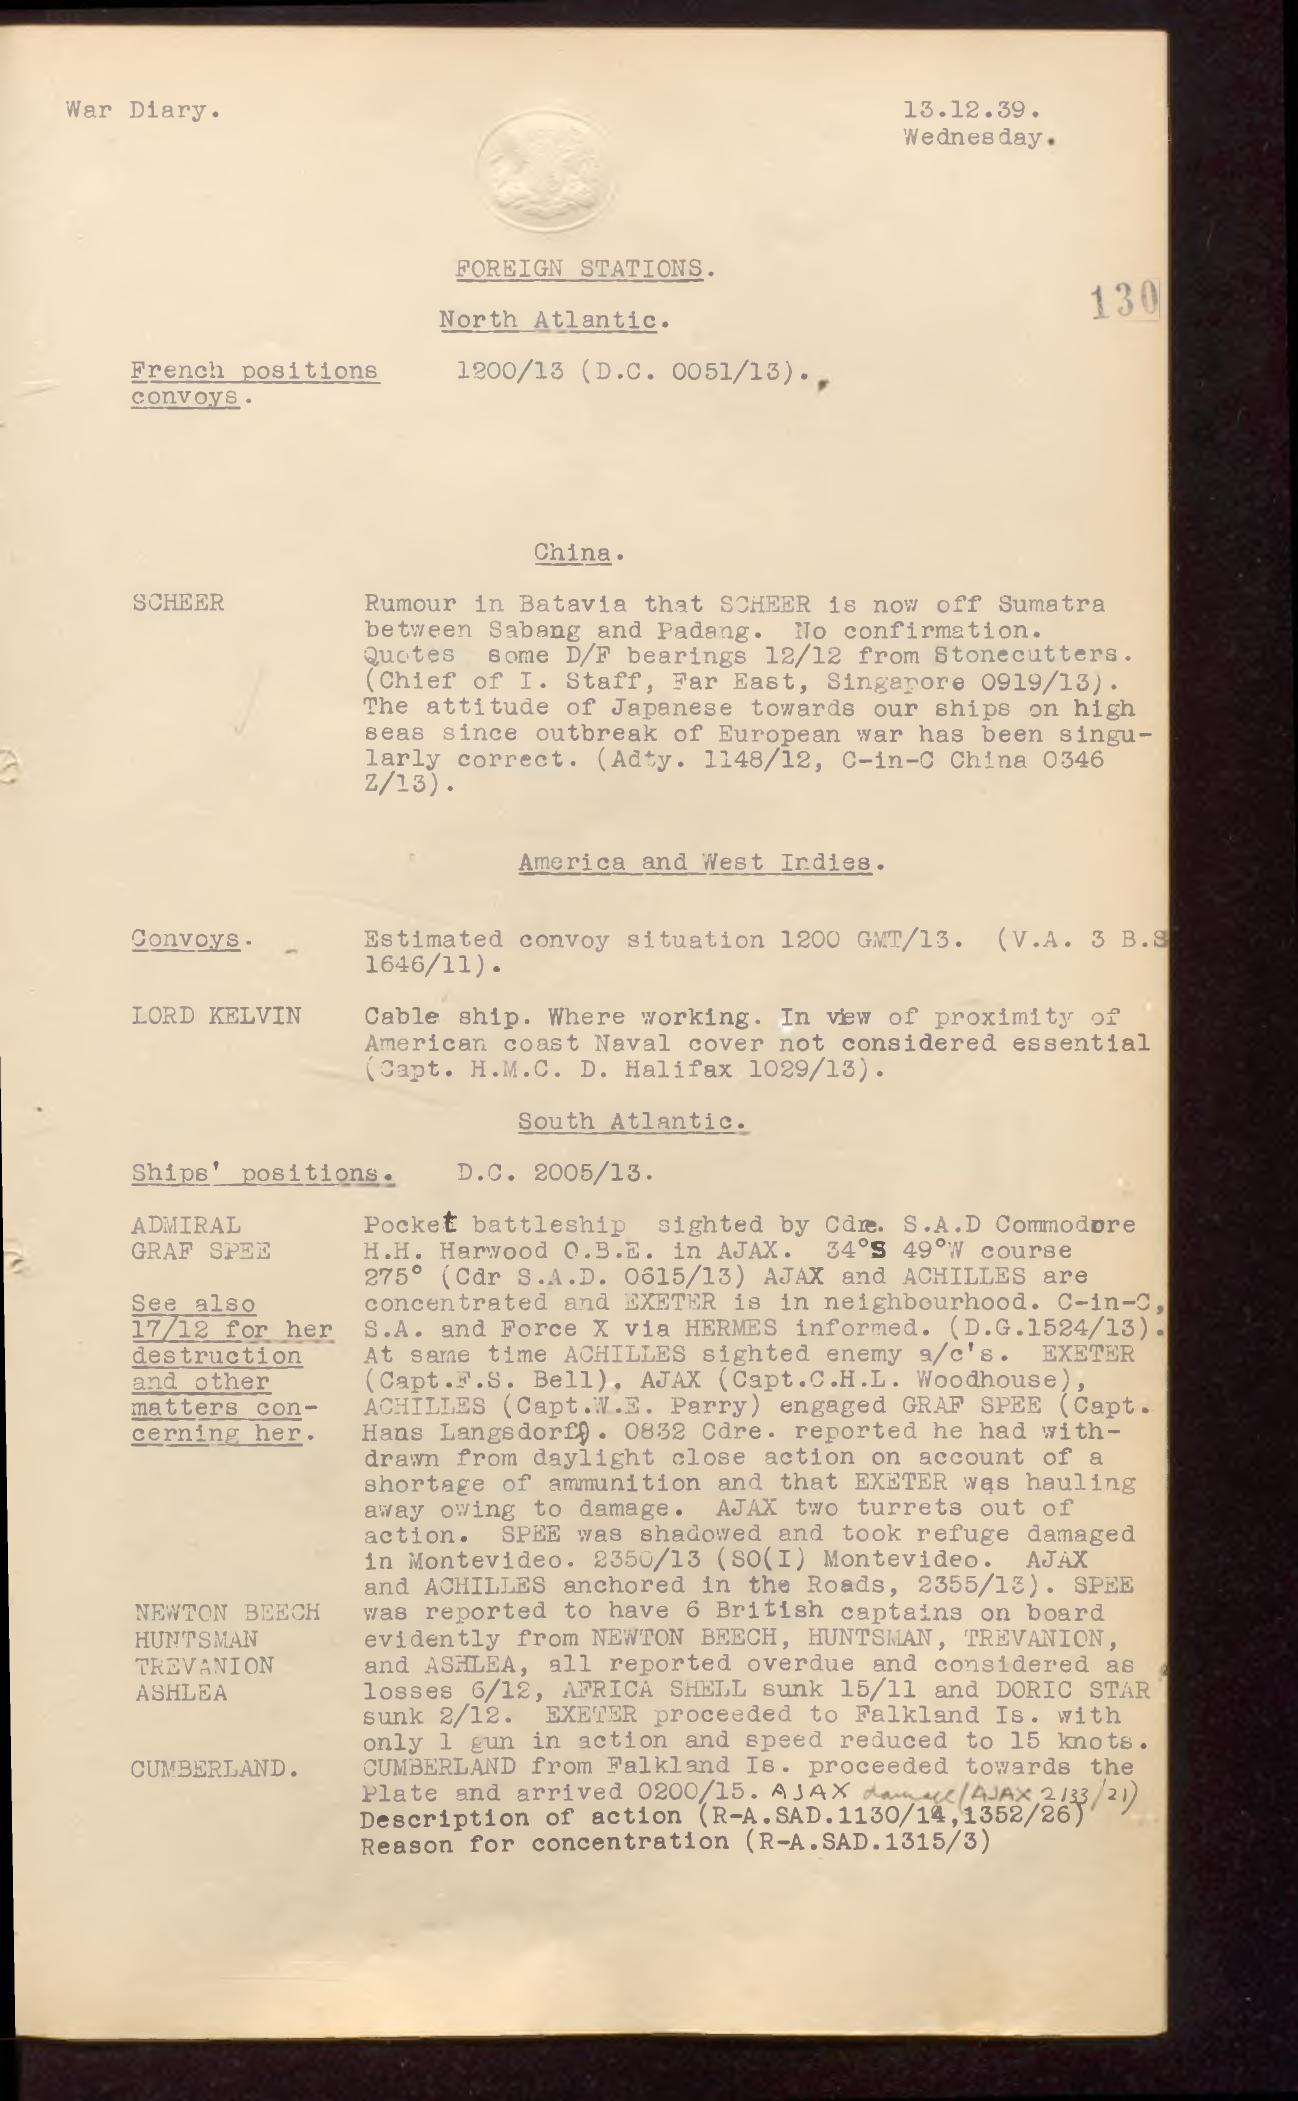 War Diary. 13.12.39.
Wednesday.
FOREIGN STATIONS.
130
North Atlantic.
French positions 1200/13 (D.C. 0051/13).
convoys.
China.
SCHEER Rumour in Batavia that SCHEER is now off Sumatra
between Sabang and Padang. No confirmation.
Quotes some D/F bearings 12/12 from Stonecutters.
(Chief of I. Staff, Far East, Singapore 0919/13).
The attitude of Japanese towards our ships on high
seas since outbreak of European war has been singu-
larly correct. (Adty. 1148/12, C-in-C China 0346
Z/13).
America and West Indies.
Convoys. Estimated convoy situation 1200 GMT/13. (V.A. 3 B.S
1646/11).
LORD KELVIN Cable ship. Where working. In view of proximity of
American coast Naval cover not considered essential
(Capt. H.M.C. D. Halifax 1029/13).
South Atlantic.
Ships' positions. D.C. 2005/13.
ADMIRAL Pocket battleship sighted by Cdre. S.A.D Commodore
GRAF SPEE H.H. Harwood O.B.E. in AJAX. 34°S 49°W course
275° (Cdr S.A.D. 0615/13) AJAX and ACHILLES are
See also concentrated and EXETER is in neighbourhood. C-in-C,
17/12 for her S.A. and Force X via HERMES informed. (D.G.1524/13).
destruction At same time ACHILLES sighted enemy a/c's. EXETER
and other (Capt.F.S. Bell), AJAX (Capt.C.H.L. Woodhouse),
matters con- ACHILLES (Capt.W.E. Parry) engaged GRAF SPEE (Capt.
cerning her. Hans Langsdorff). 0832 Cdre. reported he had with-
drawn from daylight close action on account of a
shortage of ammunition and that EXETER was hauling
away owing to damage. AJAX two turrets out of
action. SPEE was shadowed and took refuge damaged
in Montevideo. 2350/13 (SO(I) Montevideo. AJAX
and ACHILLES anchored in the Roads, 2355/13). SPEE
NEWTON BEECH was reported to have 6 British captains on board
HUNTSMAN evidently from NEWTON BEECH, HUNTSMAN, TREVANION,
TREVANION and ASHLEA, all reported overdue and considered as
ASHLEA losses 6/12, AFRICA SHELL sunk 15/11 and DORIC STAR
sunk 2/12. EXETER proceeded to Falkland Is. with
only 1 gun in action and speed reduced to 15 knots.
CUMBERLAND. CUMBERLAND from Falkland Is. proceeded towards the
Plate and arrived 0200/15. AJAX damage (AJAX 2133/21)
Description of action (R-A.SAD.1130/14,1352/26)
Reason for concentration (R-A.SAD.1315/3)